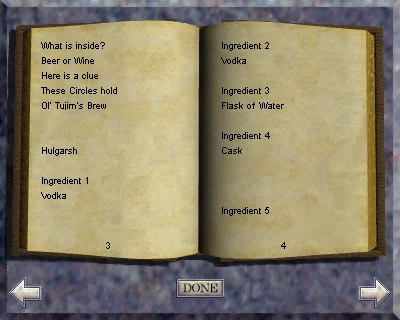 What is inside?
Beer or Wine
Here is a clue
These Circles hold
Ol' Tujim's Brew
Hulgarsh
Ingredient 1
Vodka
3
Ingredient 2
Vodka
Ingredient 3
Flask of Water
Ingredient 4
Cask
Ingredient 5
4
DONE